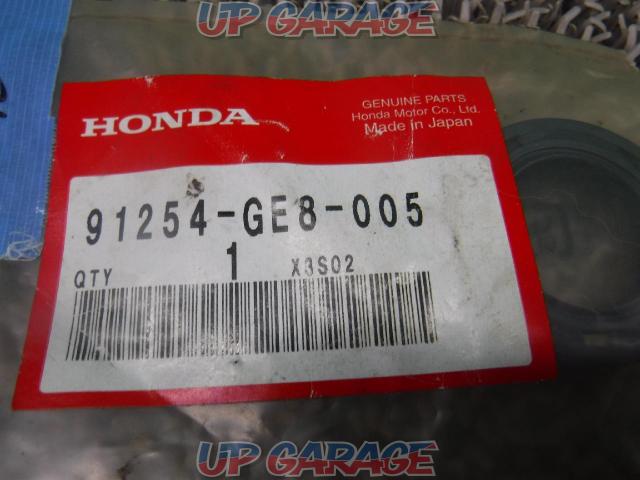 UP GARAGE
HONDA
GENUINE PARTS
Honda Motor Co., Ltd.
Made in Japan
91254-GE8-005
QTY 1 X3S02
UP GARAGE